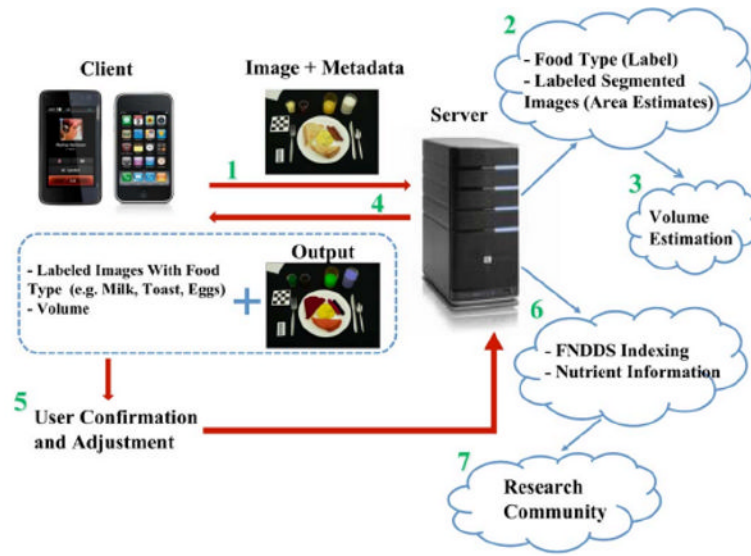 Client
Image + Metadata
Server
2
- Food Type (Label)
- Labeled Segmented
Images (Area Estimates)
1
4
3
Volume
Estimation
- Labeled Images With Food
Type (e.g. Milk, Toast, Eggs)
- Volume
+
Output
6
- FNDDS Indexing
- Nutrient Information
5
User Confirmation
and Adjustment
7
Research
Community